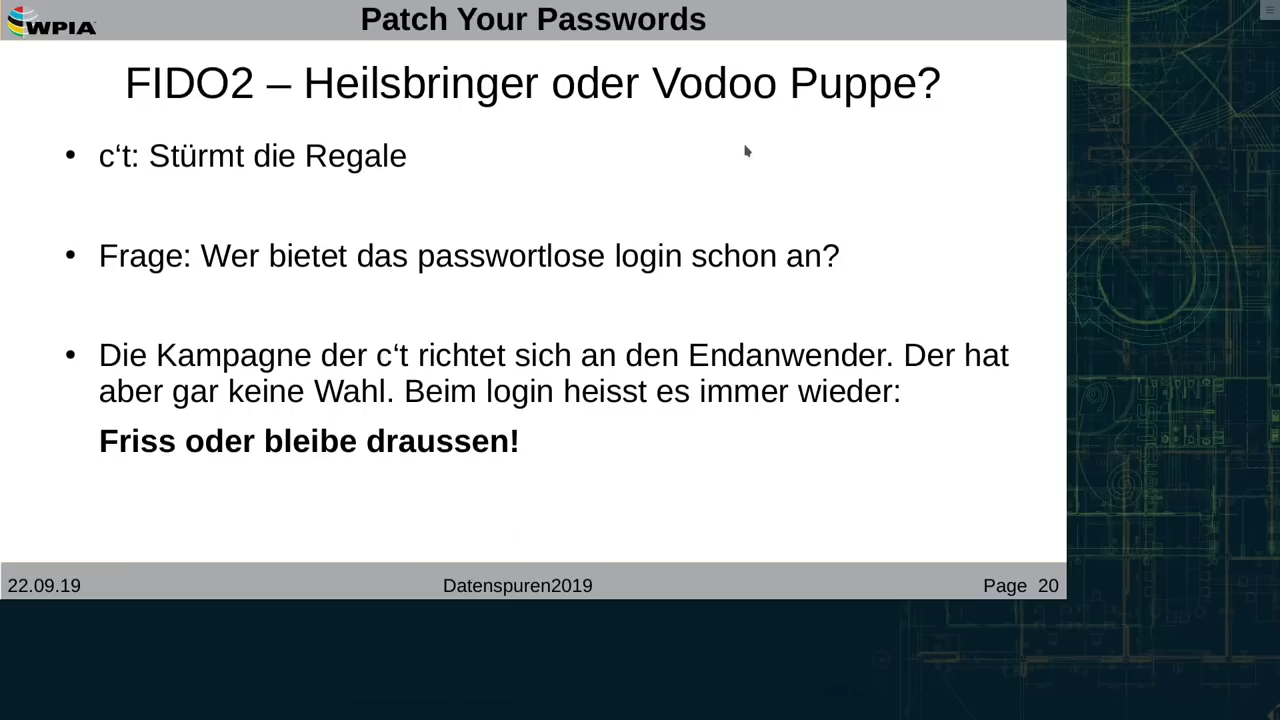 WPIA
Patch Your Passwords
FIDO2 – Heilsbringer oder Vodoo Puppe?
• c‘t: Stürmt die Regale
• Frage: Wer bietet das passwortlose login schon an?
• Die Kampagne der c‘t richtet sich an den Endanwender. Der hat
aber gar keine Wahl. Beim login heisst es immer wieder:
Friss oder bleibe draussen!
22.09.19
Datenspuren2019
Page 20
openSUSE